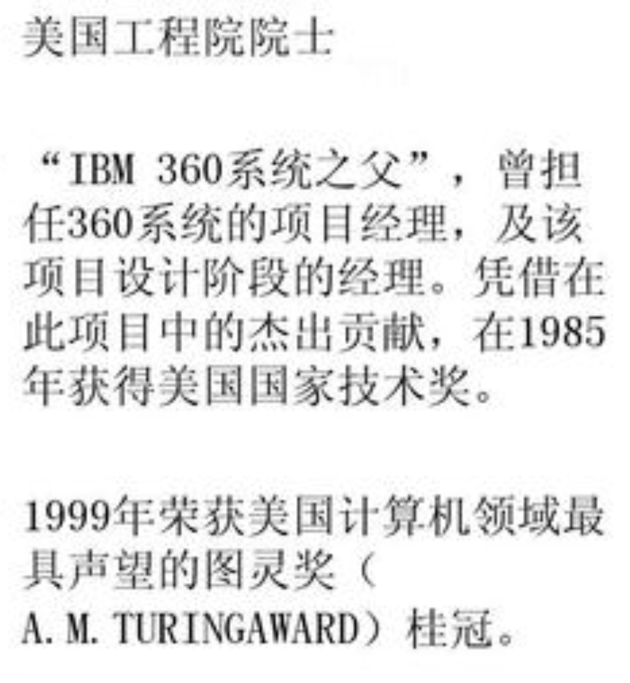 美国工程院院士
“IBM 360系统之父”，曾担
任360系统的项目经理，及该
项目设计阶段的经理。凭借在
此项目中的杰出贡献，在1985
年获得美国国家技术奖。
1999年荣获美国计算机领域最
具声望的图灵奖（
A.M.TURINGAWARD）桂冠。